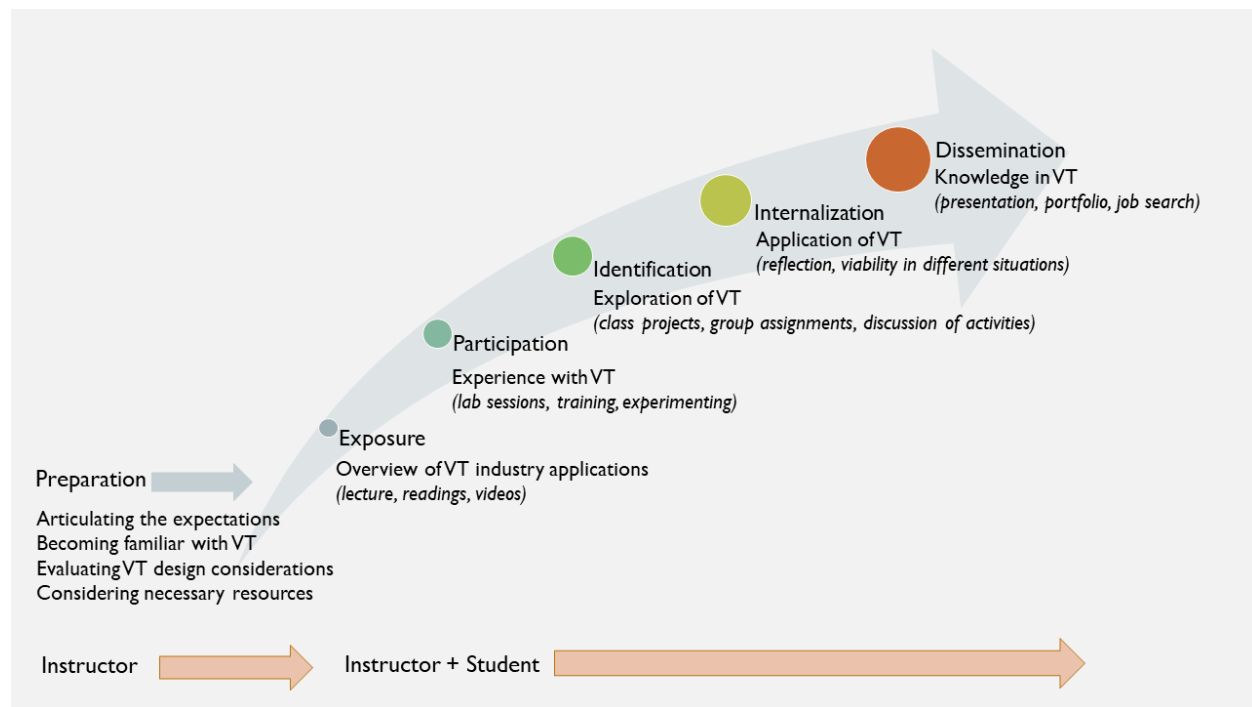 Dissemination
Knowledge in VT
(presentation, portfolio, job search)
Internalization
Application of VT
(reflection, viability in different situations)
Identification
Exploration of VT
(class projects, group assignments, discussion of activities)
Participation
Experience with VT
(lab sessions, training, experimenting)
Exposure
Overview of VT industry applications
(lecture, readings, videos)
Preparation
Articulating the expectations
Becoming familiar with VT
Evaluating VT design considerations
Considering necessary resources
Instructor
Instructor + Student